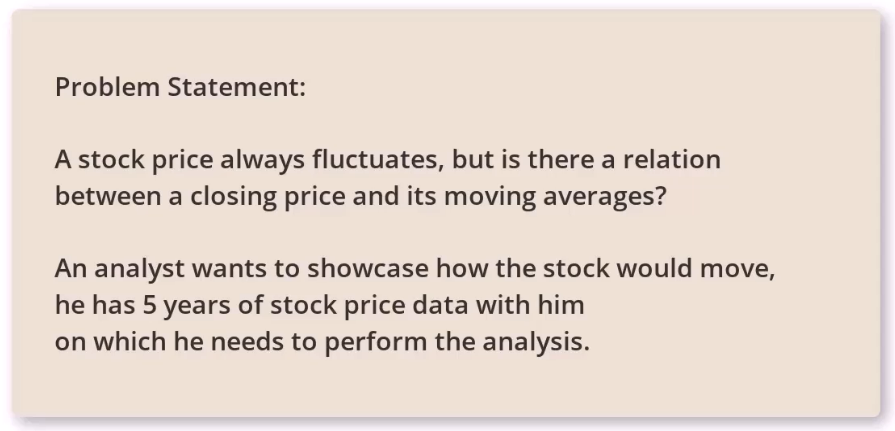 Problem Statement:
A stock price always fluctuates, but is there a relation
between a closing price and its moving averages?
An analyst wants to showcase how the stock would move,
he has 5 years of stock price data with him
on which he needs to perform the analysis.